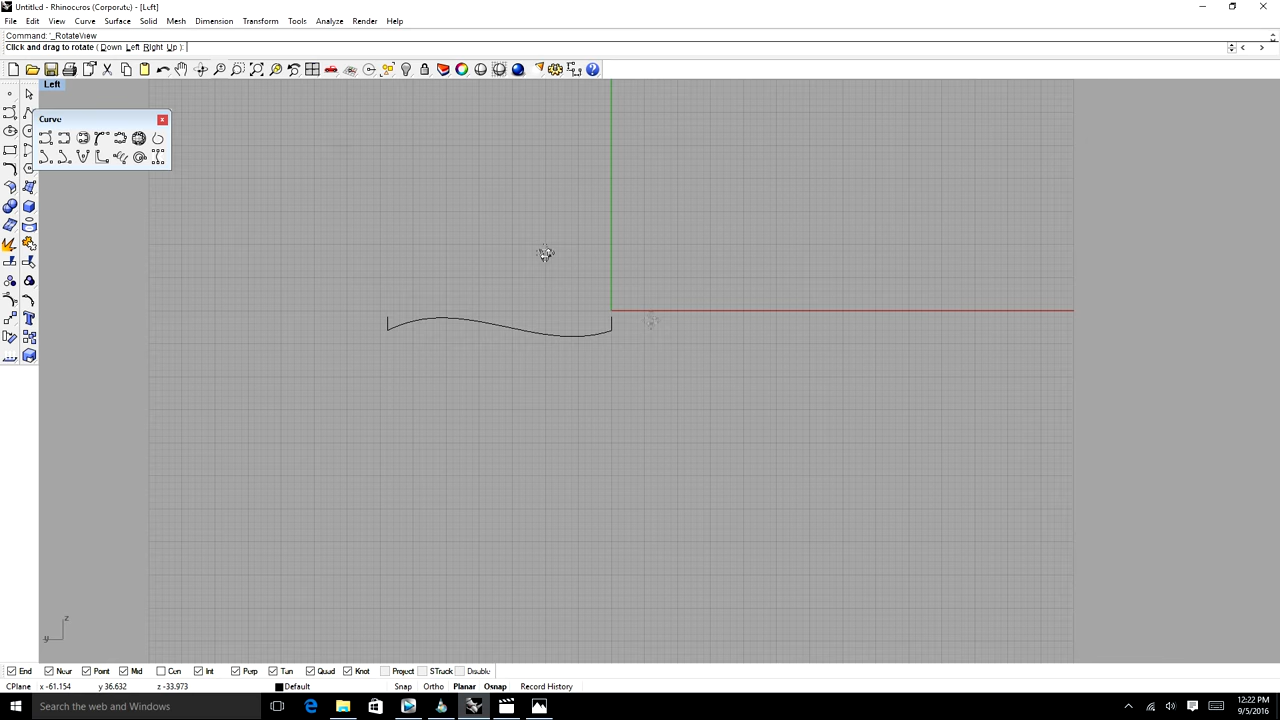 Untitled - Rhinoceros (Corporate) - [Left]
File Edit View Curve Surface Solid Mesh Dimension Transform Tools Analyze Render Help
Command: '_RotateView
Click and drag to rotate ( Down Left Right Up ):
Left
Curve
x
z
y
End Near Point Mid Cen Int Perp Tan Quad Knot Project STrack Disable
CPlane x -61.154 y 36.632 z -33.973 Default Snap Ortho Planar Osnap Record History
Search the web and Windows
12:22 PM
9/5/2016